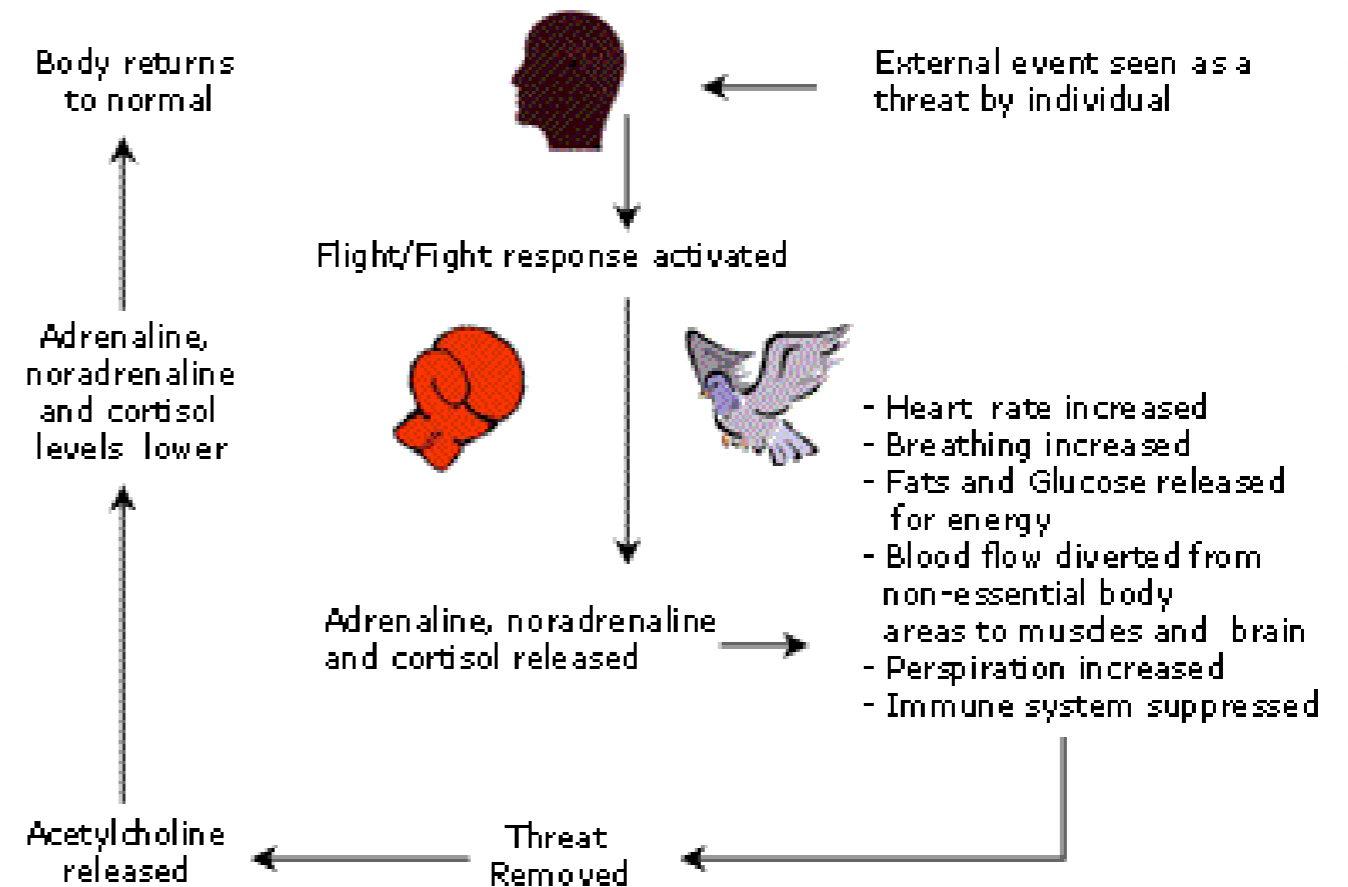 External event seen as a
threat by individual
Flight/Fight response activated
Adrenaline, noradrenaline
and cortisol released
- Heart rate increased
- Breathing increased
- Fats and Glucose released
for energy
- Blood flow diverted from
non-essential body
areas to muscles and brain
- Perspiration increased
- Immune system suppressed
Threat
Removed
Acetylcholine
released
Adrenaline,
noradrenaline
and cortisol
levels lower
Body returns
to normal